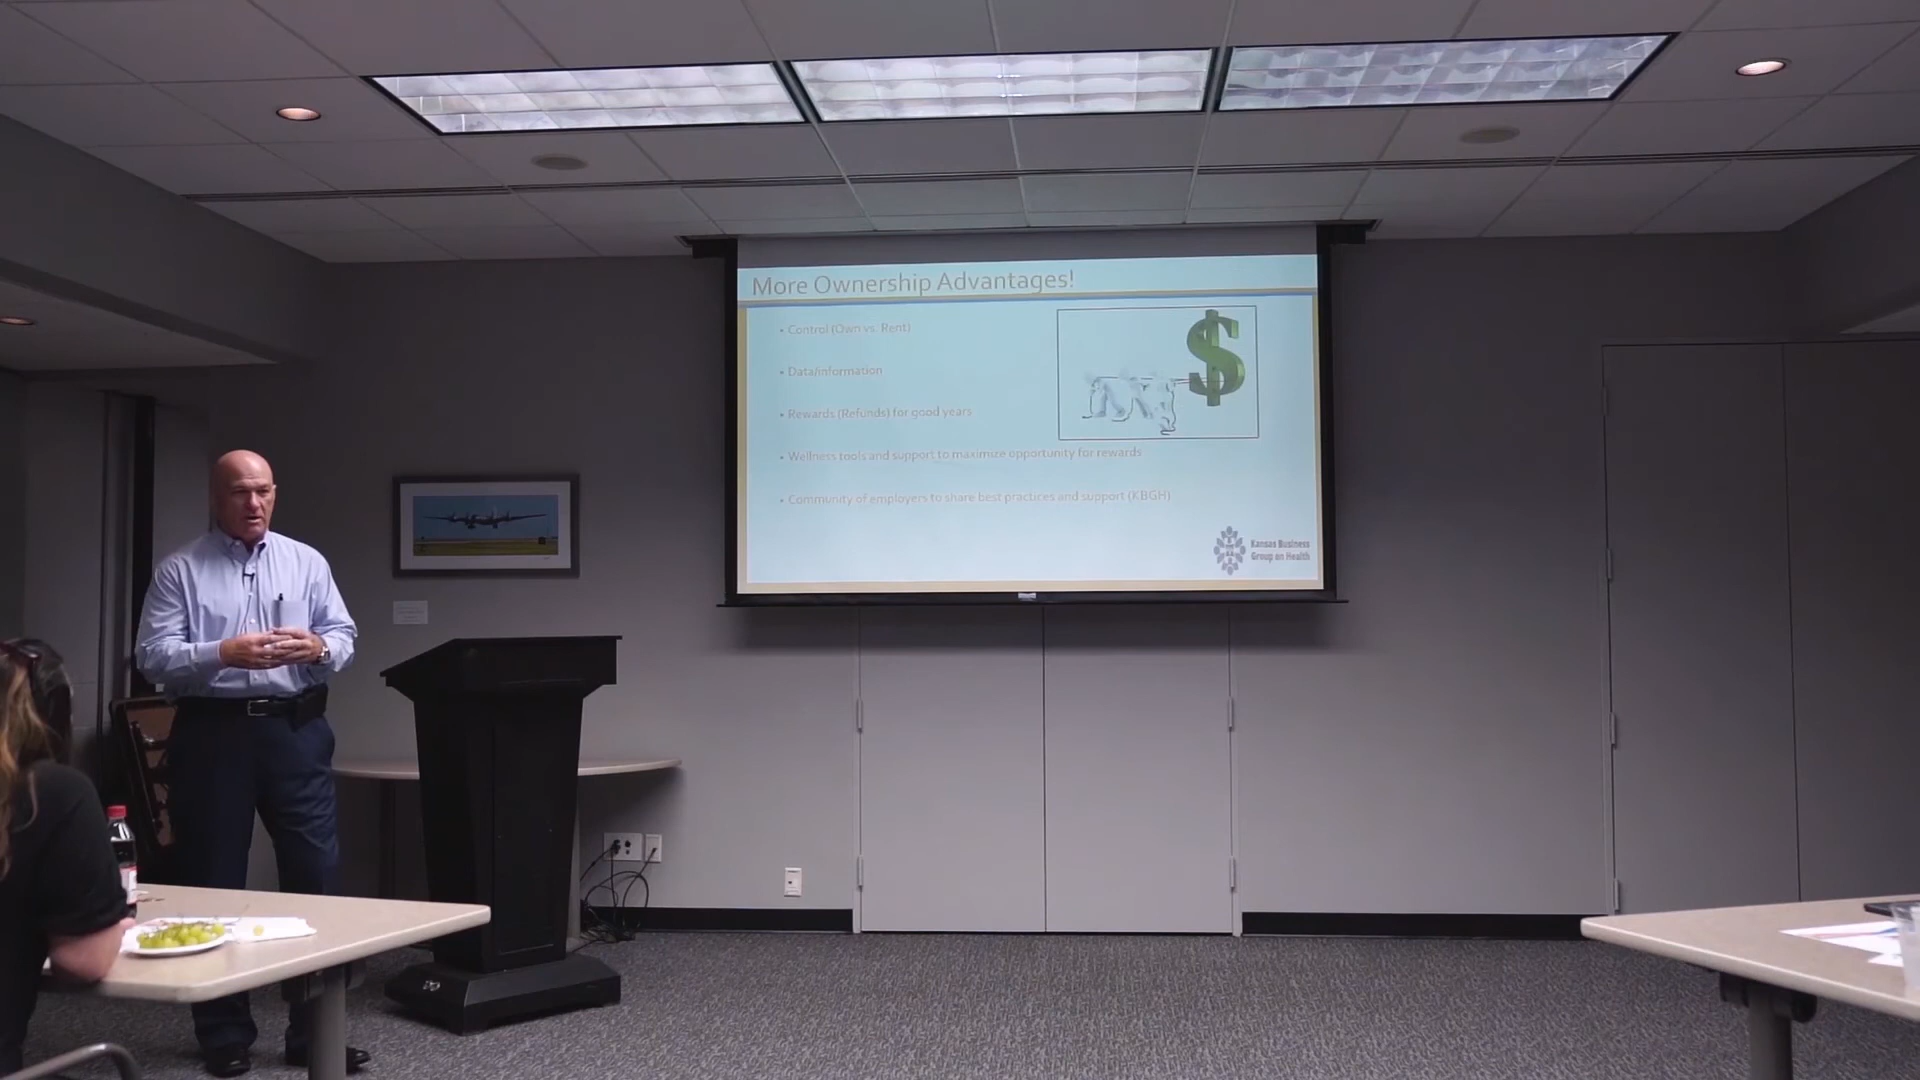 More Ownership Advantages!
• Control (Own vs. Rent)
• Data/information
• Rewards (Refunds) for good years
• Wellness tools and support to maximize opportunity for rewards
• Community of employers to share best practices and support (KBGH)
$
Kansas Business
Group on Health